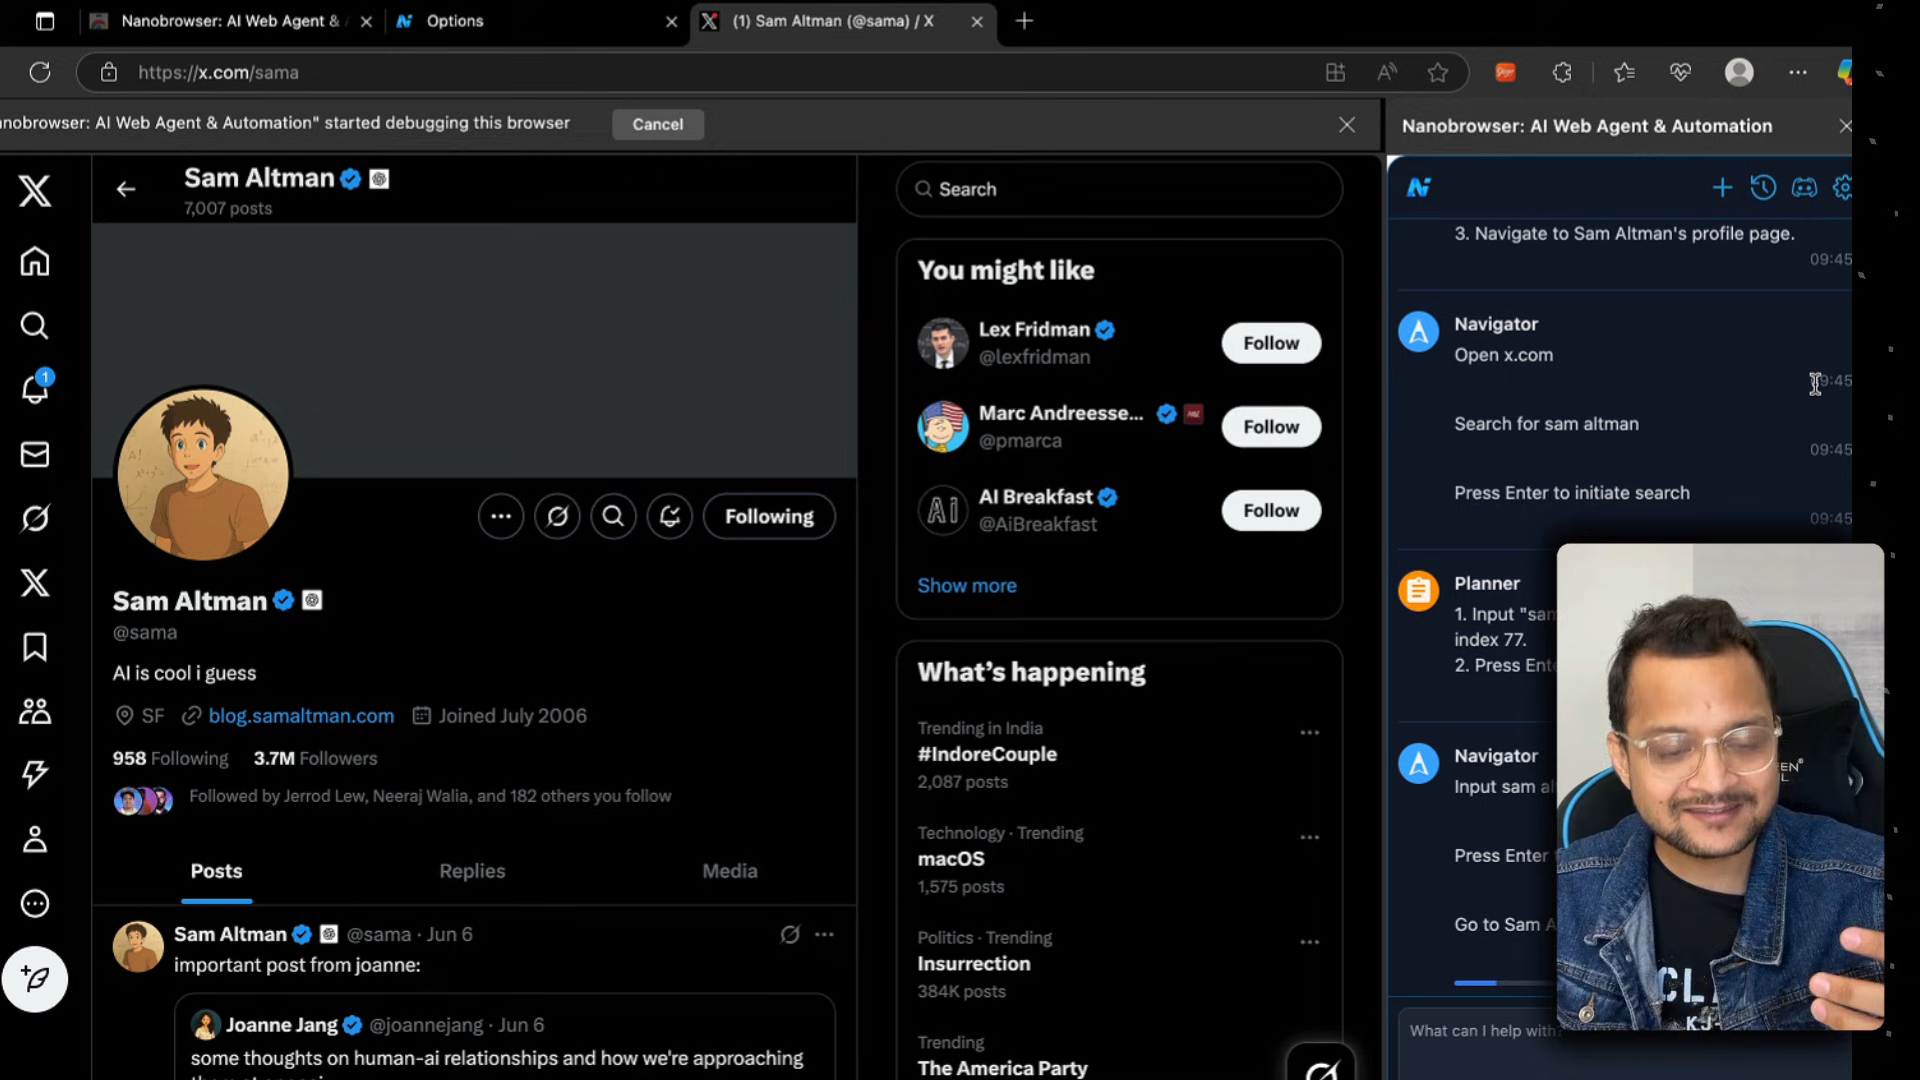 Nanobrowser: AI Web Agent &
Options
(1) Sam Altman (@sama) / X
https://x.com/sama
nobrowser: AI Web Agent & Automation" started debugging this browser
Cancel
Nanobrowser: AI Web Agent & Automation
Sam Altman
7,007 posts
Search
You might like
Lex Fridman
@lexfridman
Follow
Marc Andreesse...
@pmarca
Follow
AI Breakfast
@AiBreakfast
Follow
Show more
Following
Sam Altman
@sama
AI is cool i guess
SF blog.samaltman.com Joined July 2006
958 Following 3.7M Followers
Followed by Jerrod Lew, Neeraj Walia, and 182 others you follow
Posts Replies Media
Sam Altman @sama · Jun 6
important post from joanne:
Joanne Jang @joannejang · Jun 6
some thoughts on human-ai relationships and how we're approaching
What's happening
Trending in India
#IndoreCouple
2,087 posts
Technology · Trending
macOS
1,575 posts
Politics · Trending
Insurrection
384K posts
Trending
The America Party
3. Navigate to Sam Altman's profile page.
09:45
Navigator
Open x.com
9:45
Search for sam altman
09:45
Press Enter to initiate search
09:45
Planner
1. Input "sam
index 77.
2. Press Ente
Navigator
Input sam al
Press Enter
Go to Sam A
What can I help with?